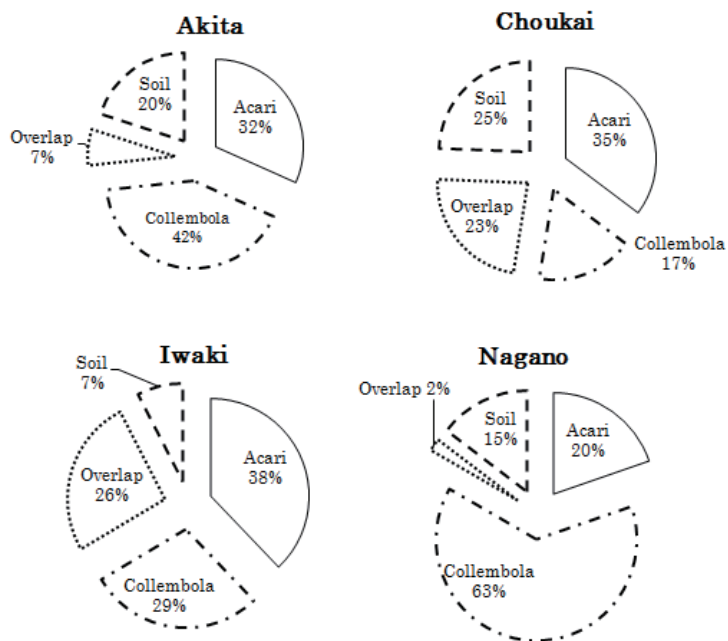 Akita
Soil
20%
Acari
32%
Overlap
7%
Collembola
42%
Choukai
Soil
25%
Acari
35%
Overlap
23%
Collembola
17%
Iwaki
Soil
7%
Acari
38%
Overlap
26%
Collembola
29%
Nagano
Overlap 2%
Soil
15%
Acari
20%
Collembola
63%